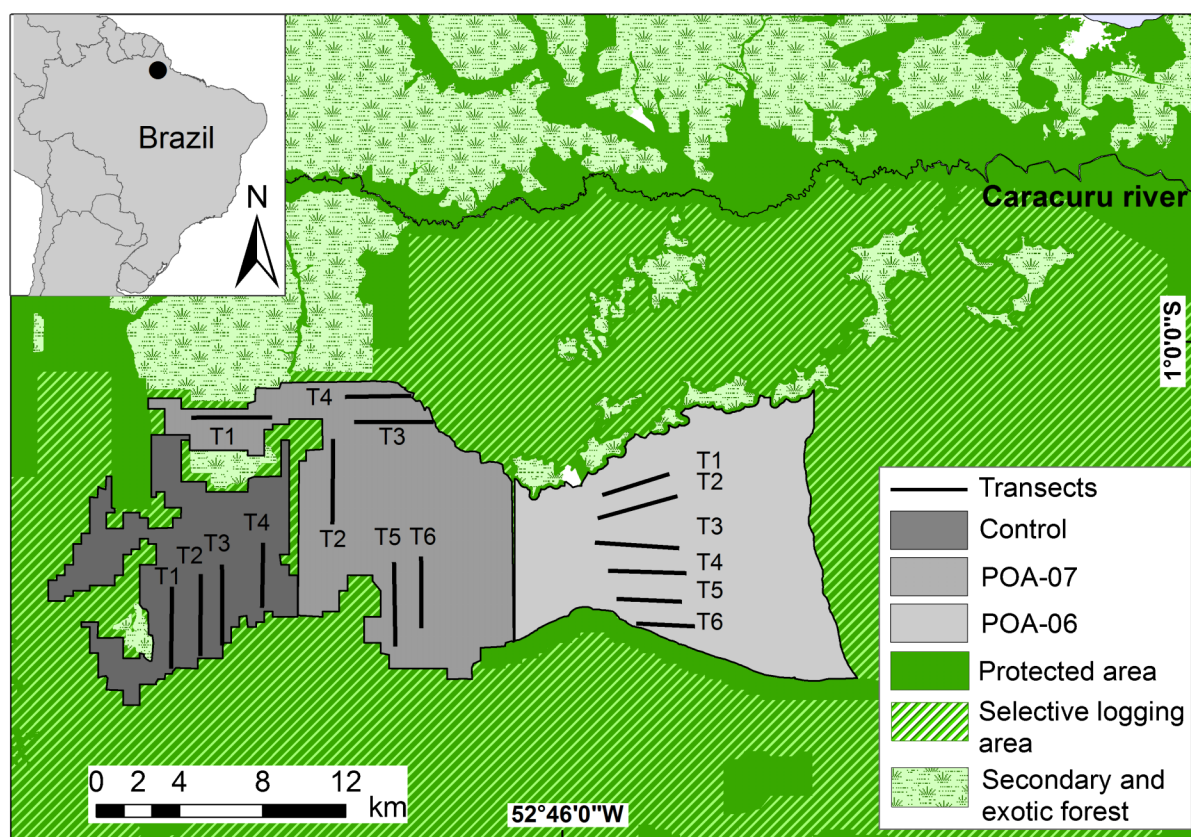 Brazil
N
Caracuru river
1°0'0"S
T4
T1
T3
T2
T5 T6
T1
T2
T3
T4
T1
T2
T3
T4
T5
T6
Transects
Control
POA-07
POA-06
Protected area
Selective logging
area
Secondary and
exotic forest
0 2 4 8 12
km
52°46'0"W